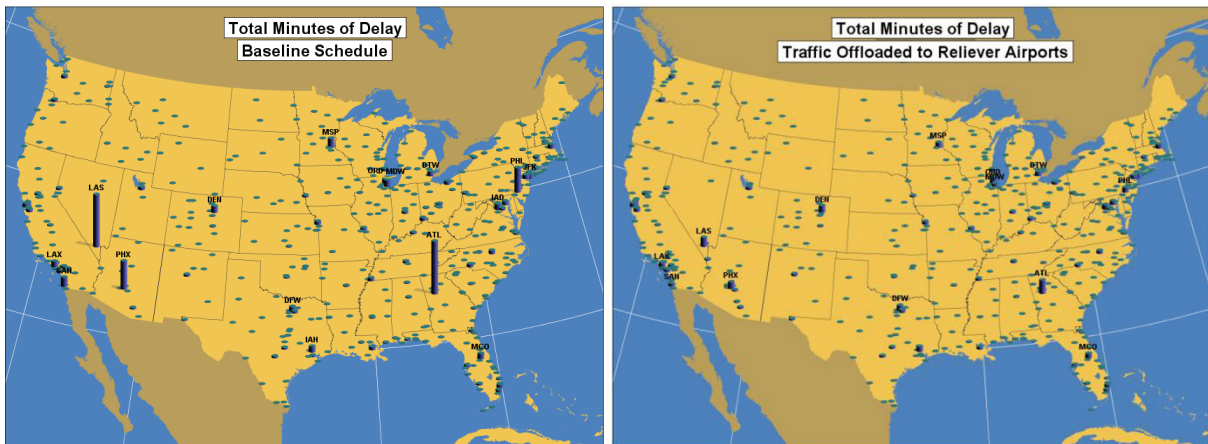 Total Minutes of Delay
Baseline Schedule
MSP
ORD MDW
DTW
PHL
JFK
LAS
DEN
IAD
LAX
SAN
PHX
ATL
DFW
IAH
MCO
Total Minutes of Delay
Traffic Offloaded to Reliever Airports
MSP
ORD
MDW
DTW
PHL
DEN
LAS
LAX
SAN
PHX
ATL
DFW
MCO